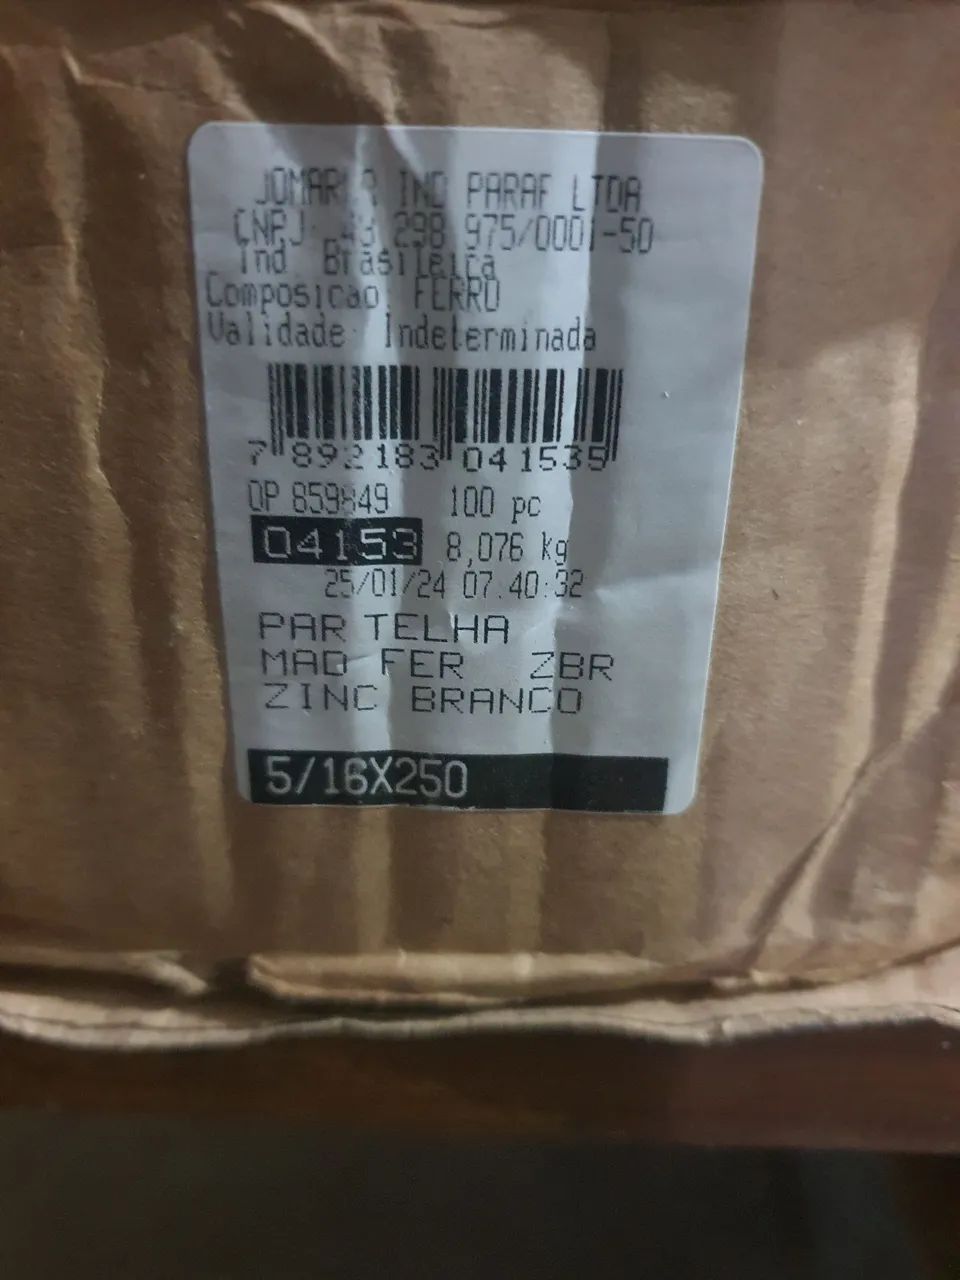 JOMARCA IND PARAF LTDA
CNPJ 43 298 975/0001-50
Ind Brasileira
Composicao: FERRO
Validade: Indeterminada
7 892183 041535
OP 859849 100 pc
04153 8,076 kg
25/01/24 07:40:32
PAR TELHA
MAD FER ZBR
ZINC BRANCO
5/16X250